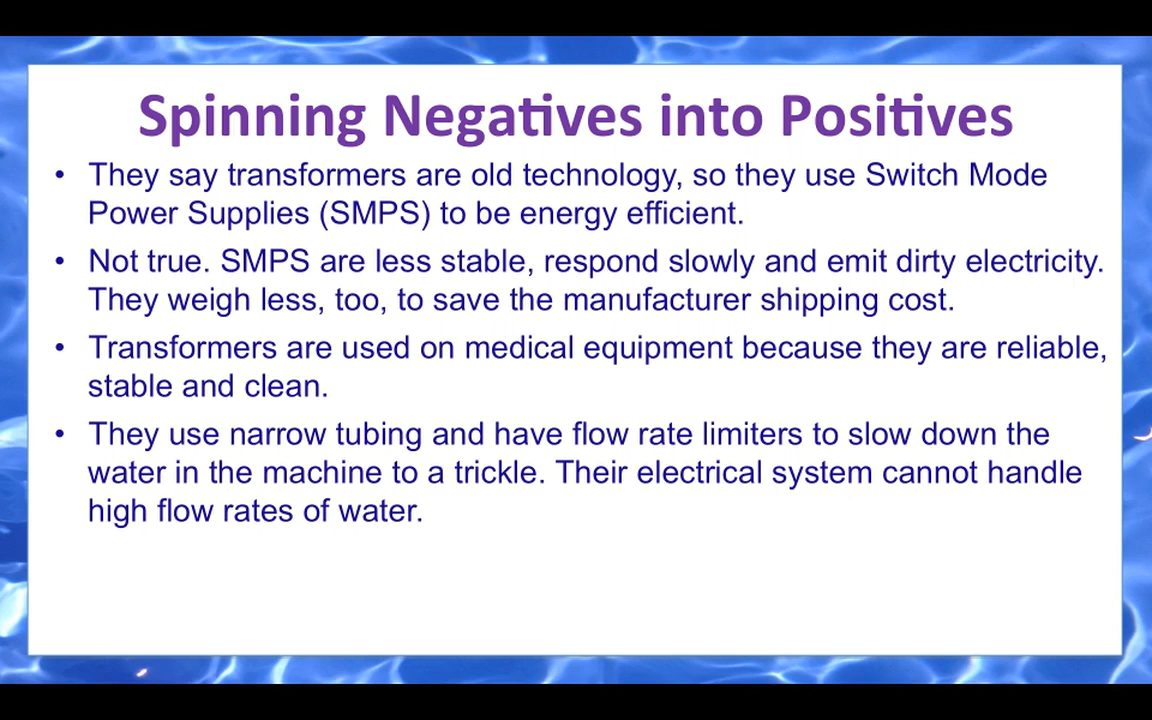 Spinning Negatives into Positives
• They say transformers are old technology, so they use Switch Mode
Power Supplies (SMPS) to be energy efficient.
• Not true. SMPS are less stable, respond slowly and emit dirty electricity.
They weigh less, too, to save the manufacturer shipping cost.
• Transformers are used on medical equipment because they are reliable,
stable and clean.
• They use narrow tubing and have flow rate limiters to slow down the
water in the machine to a trickle. Their electrical system cannot handle
high flow rates of water.